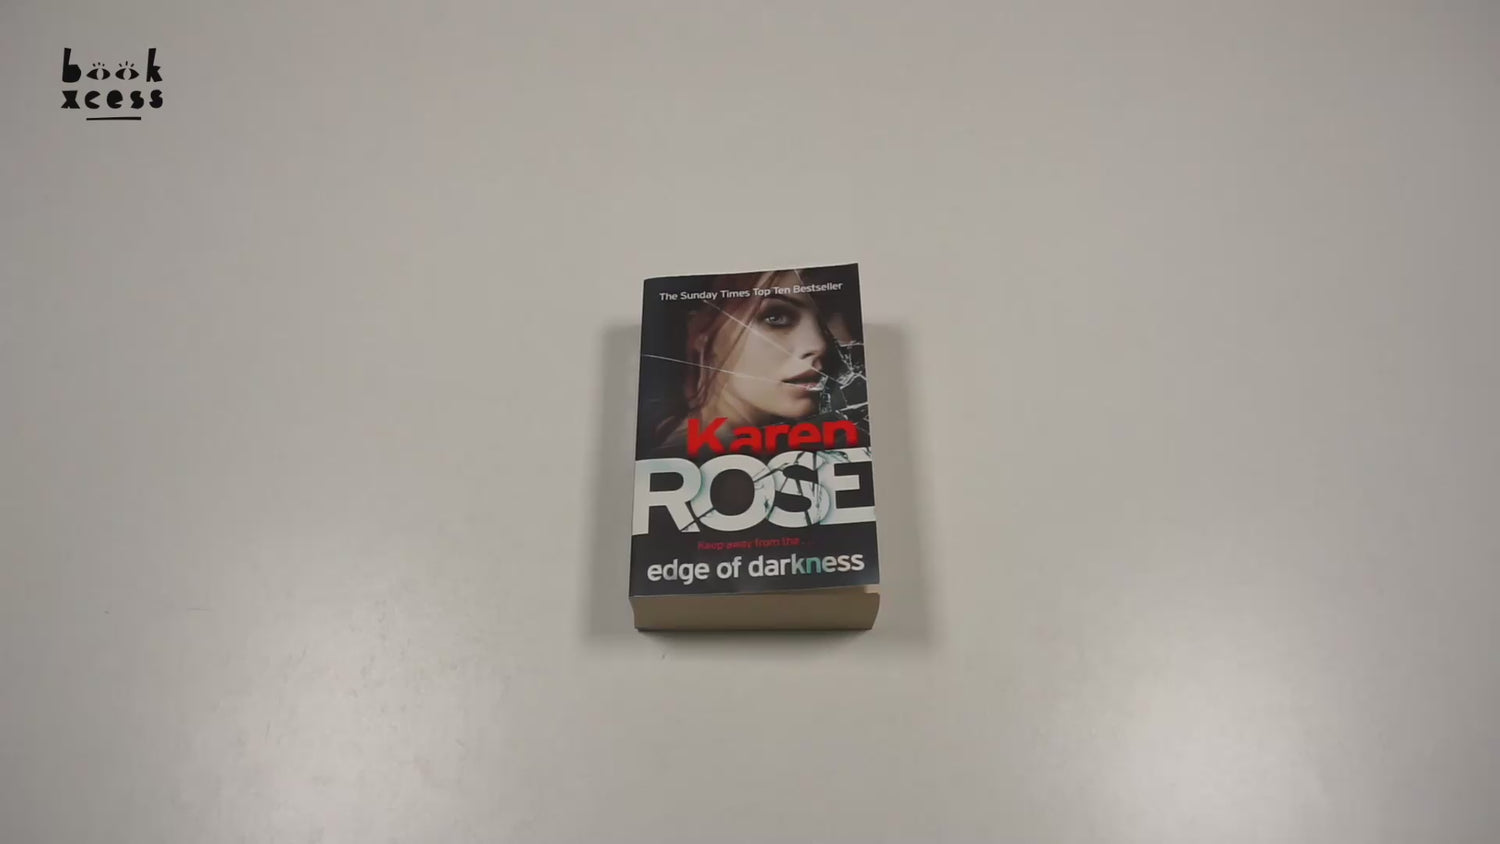 book
xcess
The Sunday Times Top Ten Bestseller
Karen
ROSE
Keep away from the . . .
edge of darkness